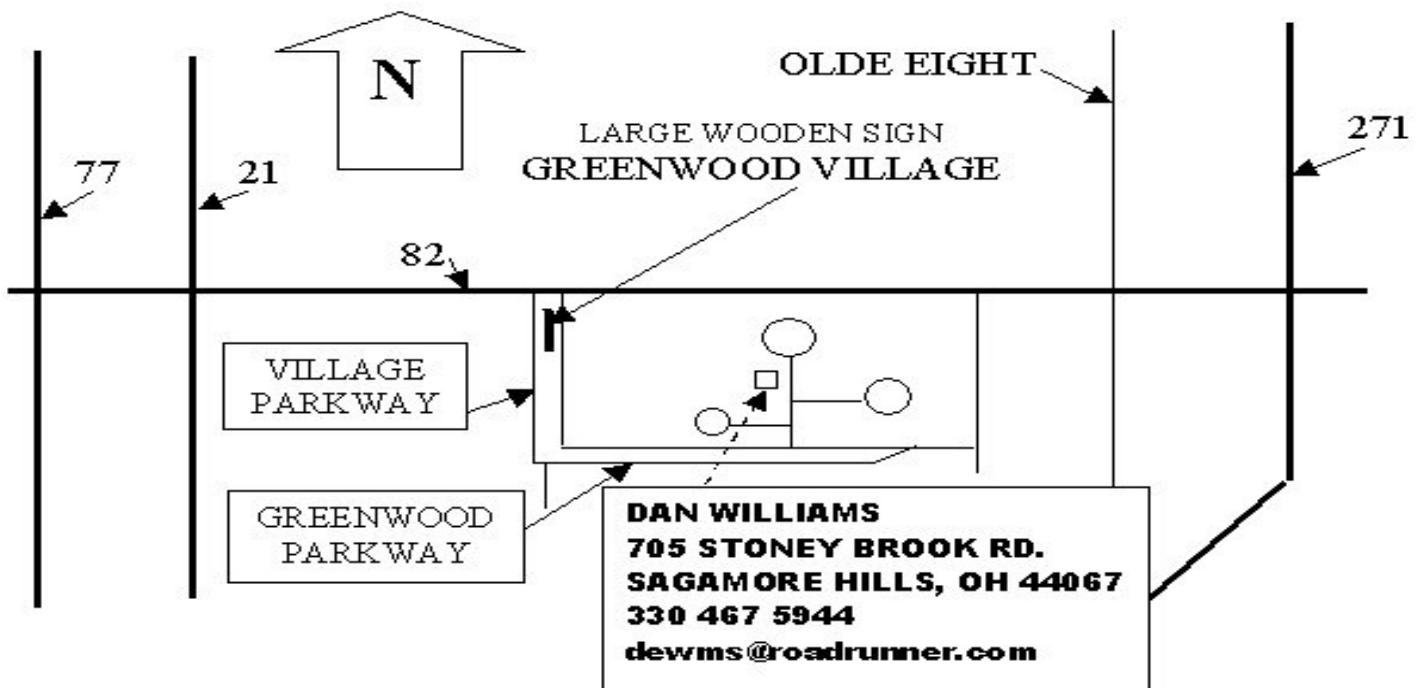 N
OLDE EIGHT
LARGE WOODEN SIGN
GREENWOOD VILLAGE
271
77
21
82
VILLAGE
PARKWAY
GREENWOOD
PARKWAY
DAN WILLIAMS
705 STONEY BROOK RD.
SAGAMORE HILLS, OH 44067
330 467 5944
dewms@roadrunner.com